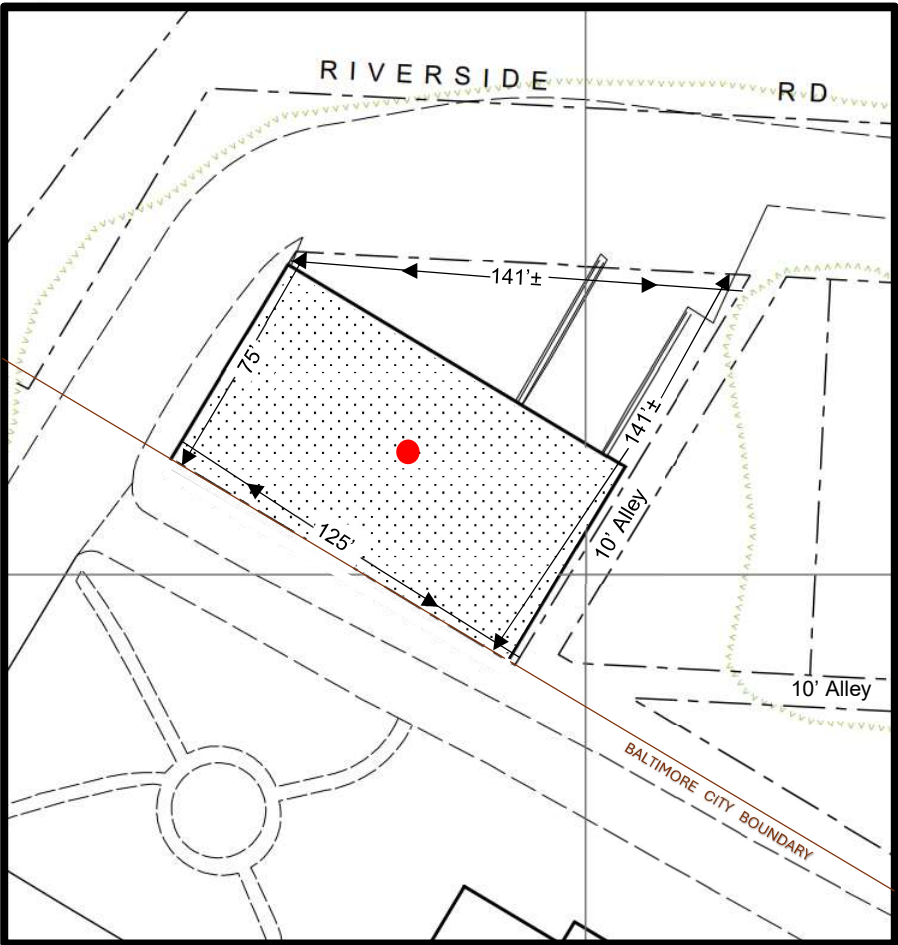 RIVERSIDE RD
141'±
75'
141'±
10' Alley
125'
10' Alley
BALTIMORE CITY BOUNDARY